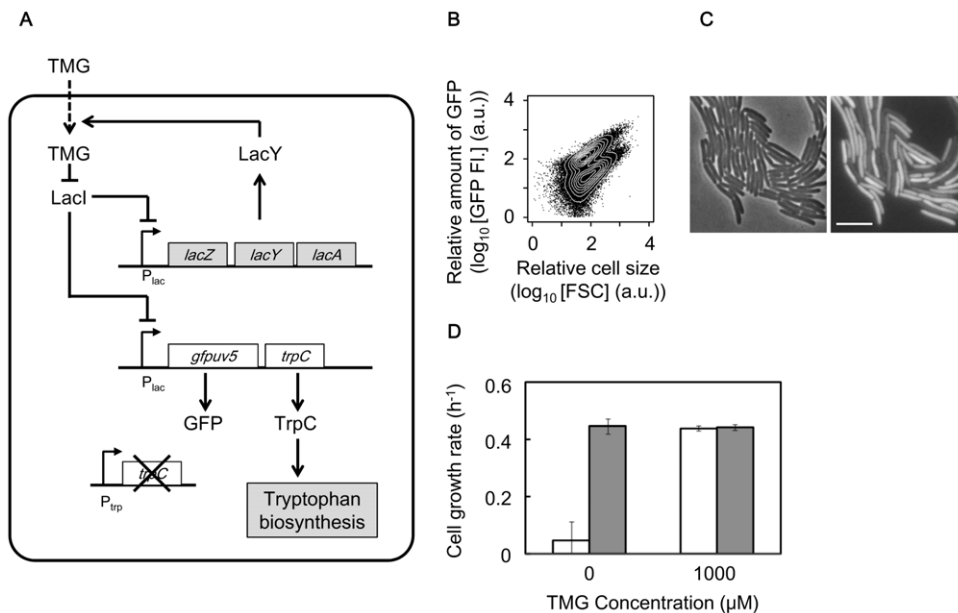 A
TMG
TMG
LacI
LacY
lacZ
lacY
lacA
P_lac
gfpuv5
trpC
P_lac
GFP
TrpC
trpC
P_trp
Tryptophan
biosynthesis
B
Relative amount of GFP
(log₁₀ [GFP Fl.] (a.u.))
4
2
0
0
2
4
Relative cell size
(log₁₀ [FSC] (a.u.))
C
D
Cell growth rate (h⁻¹)
0.6
0.4
0.2
0
0
1000
TMG Concentration (µM)